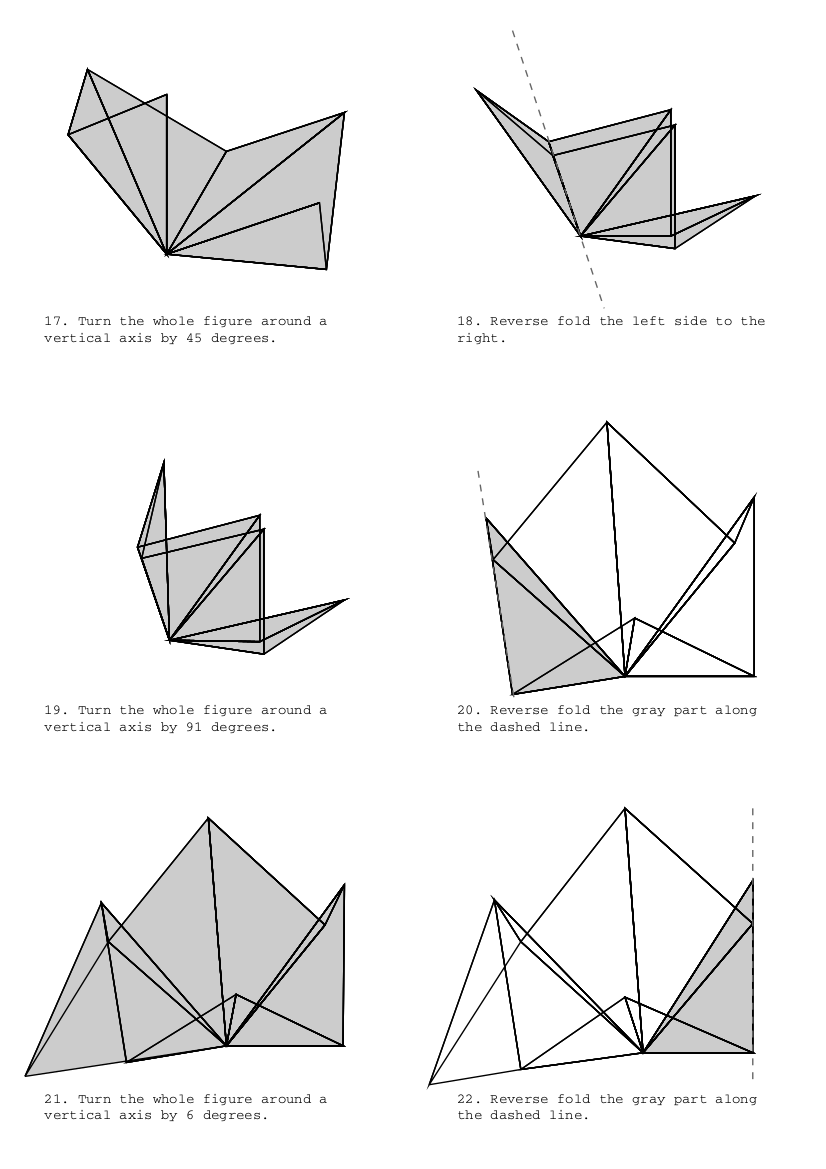 17. Turn the whole figure around a
vertical axis by 45 degrees.
18. Reverse fold the left side to the
right.
19. Turn the whole figure around a
vertical axis by 91 degrees.
20. Reverse fold the gray part along
the dashed line.
21. Turn the whole figure around a
vertical axis by 6 degrees.
22. Reverse fold the gray part along
the dashed line.